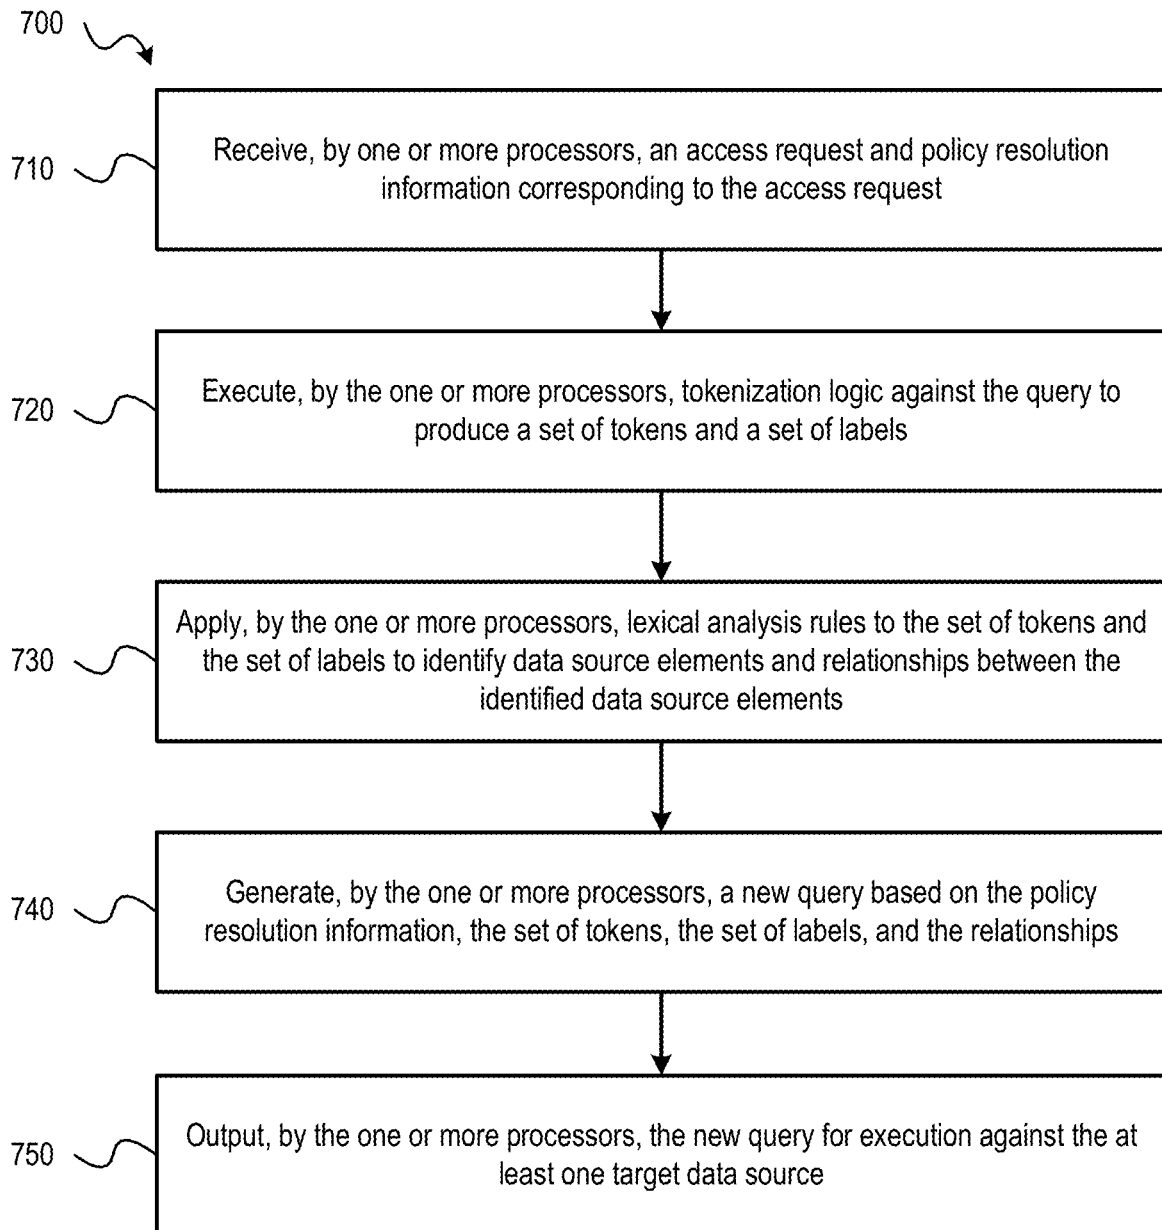 700
710
Receive, by one or more processors, an access request and policy resolution
information corresponding to the access request
720
Execute, by the one or more processors, tokenization logic against the query to
produce a set of tokens and a set of labels
730
Apply, by the one or more processors, lexical analysis rules to the set of tokens and
the set of labels to identify data source elements and relationships between the
identified data source elements
740
Generate, by the one or more processors, a new query based on the policy
resolution information, the set of tokens, the set of labels, and the relationships
750
Output, by the one or more processors, the new query for execution against the at
least one target data source